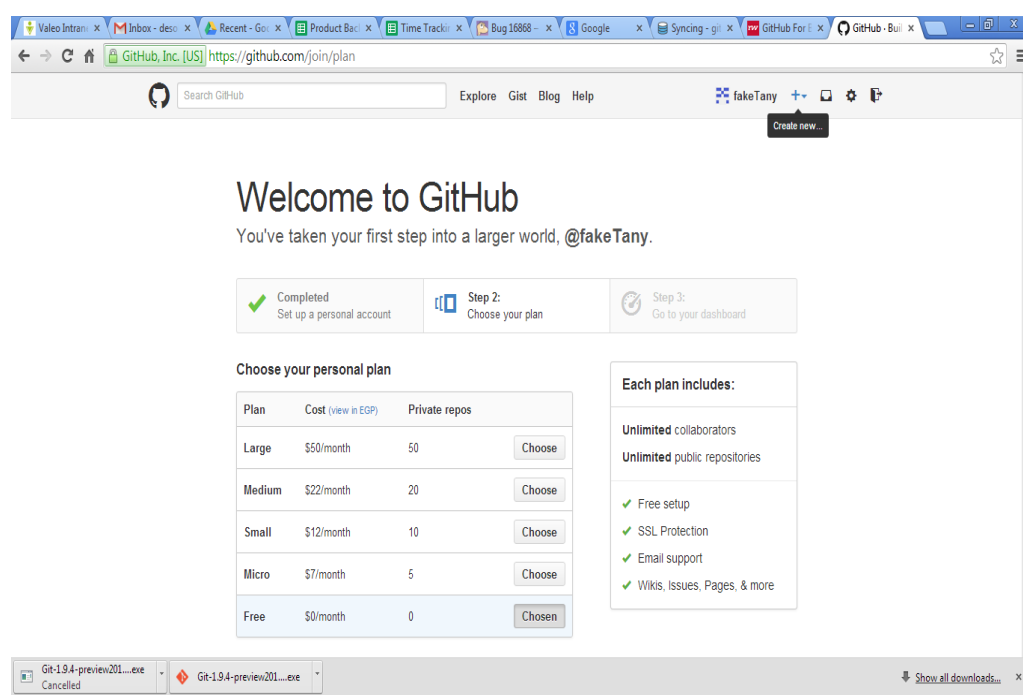 Valeo Intran
Inbox - deso
Recent - Goo
Product Bacl
Time Trackin
Bug 16868 –
Google
Syncing - git
GitHub For B
GitHub · Buil
GitHub, Inc. [US] https://github.com/join/plan
Search GitHub
Explore Gist Blog Help
fakeTany
Create new...
Welcome to GitHub
You've taken your first step into a larger world, @fakeTany.
Completed
Set up a personal account
Step 2:
Choose your plan
Step 3:
Go to your dashboard
Choose your personal plan
Plan Cost (view in EGP) Private repos
Large $50/month 50 Choose
Medium $22/month 20 Choose
Small $12/month 10 Choose
Micro $7/month 5 Choose
Free $0/month 0 Chosen
Each plan includes:
Unlimited collaborators
Unlimited public repositories
Free setup
SSL Protection
Email support
Wikis, Issues, Pages, & more
Git-1.9.4-preview201....exe
Cancelled
Git-1.9.4-preview201....exe
Show all downloads...